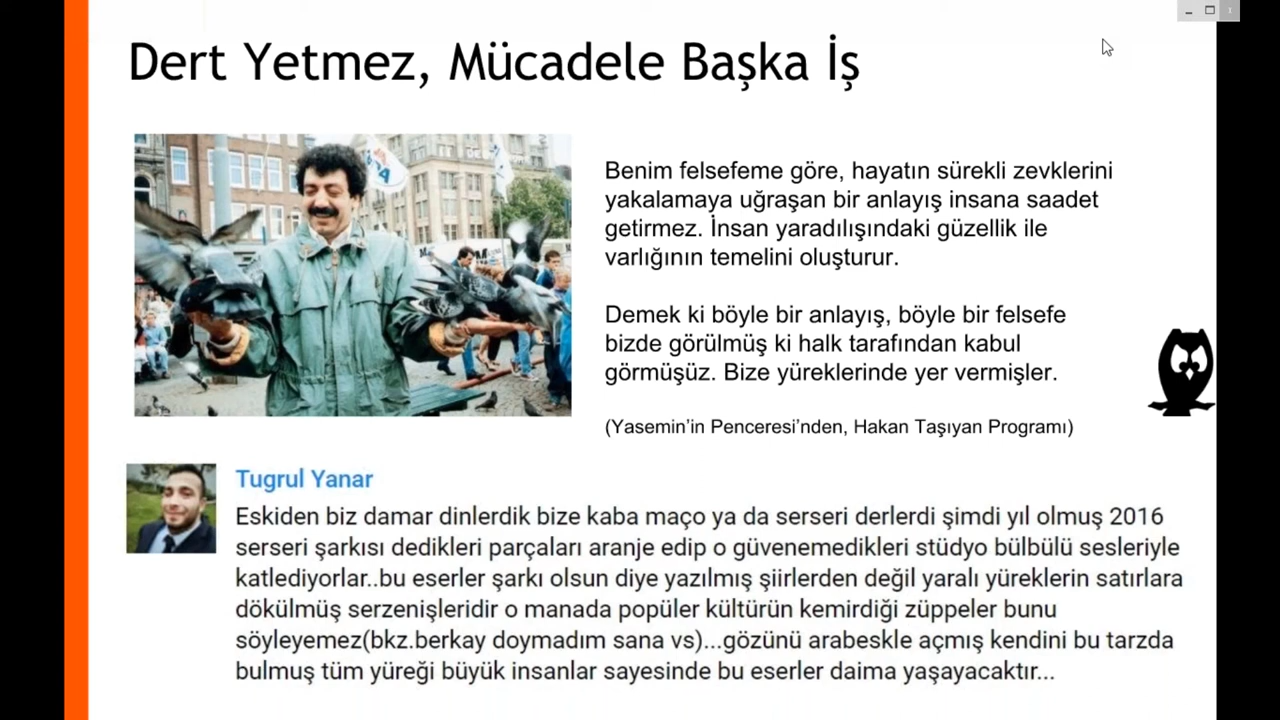 Dert Yetmez, Mücadele Başka İş
Benim felsefeme göre, hayatın sürekli zevklerini
yakalamaya uğraşan bir anlayış insana saadet
getirmez. İnsan yaradılışındaki güzellik ile
varlığının temelini oluşturur.
Demek ki böyle bir anlayış, böyle bir felsefe
bizde görülmüş ki halk tarafından kabul
görmüşüz. Bize yüreklerinde yer vermişler.
(Yasemin’in Penceresi’nden, Hakan Taşıyan Programı)
Tugrul Yanar
Eskiden biz damar dinlerdik bize kaba maço ya da serseri derlerdi şimdi yıl olmuş 2016
serseri şarkısı dedikleri parçaları aranje edip o güvenemedikleri stüdyo bülbülü sesleriyle
katlediyorlar..bu eserler şarkı olsun diye yazılmış şiirlerden değil yaralı yüreklerin satırlara
dökülmüş serzenişleridir o manada popüler kültürün kemirdiği züppeler bunu
söyleyemez(bkz.berkay doymadım sana vs)...gözünü arabeskle açmış kendini bu tarzda
bulmuş tüm yüreği büyük insanlar sayesinde bu eserler daima yaşayacaktır...